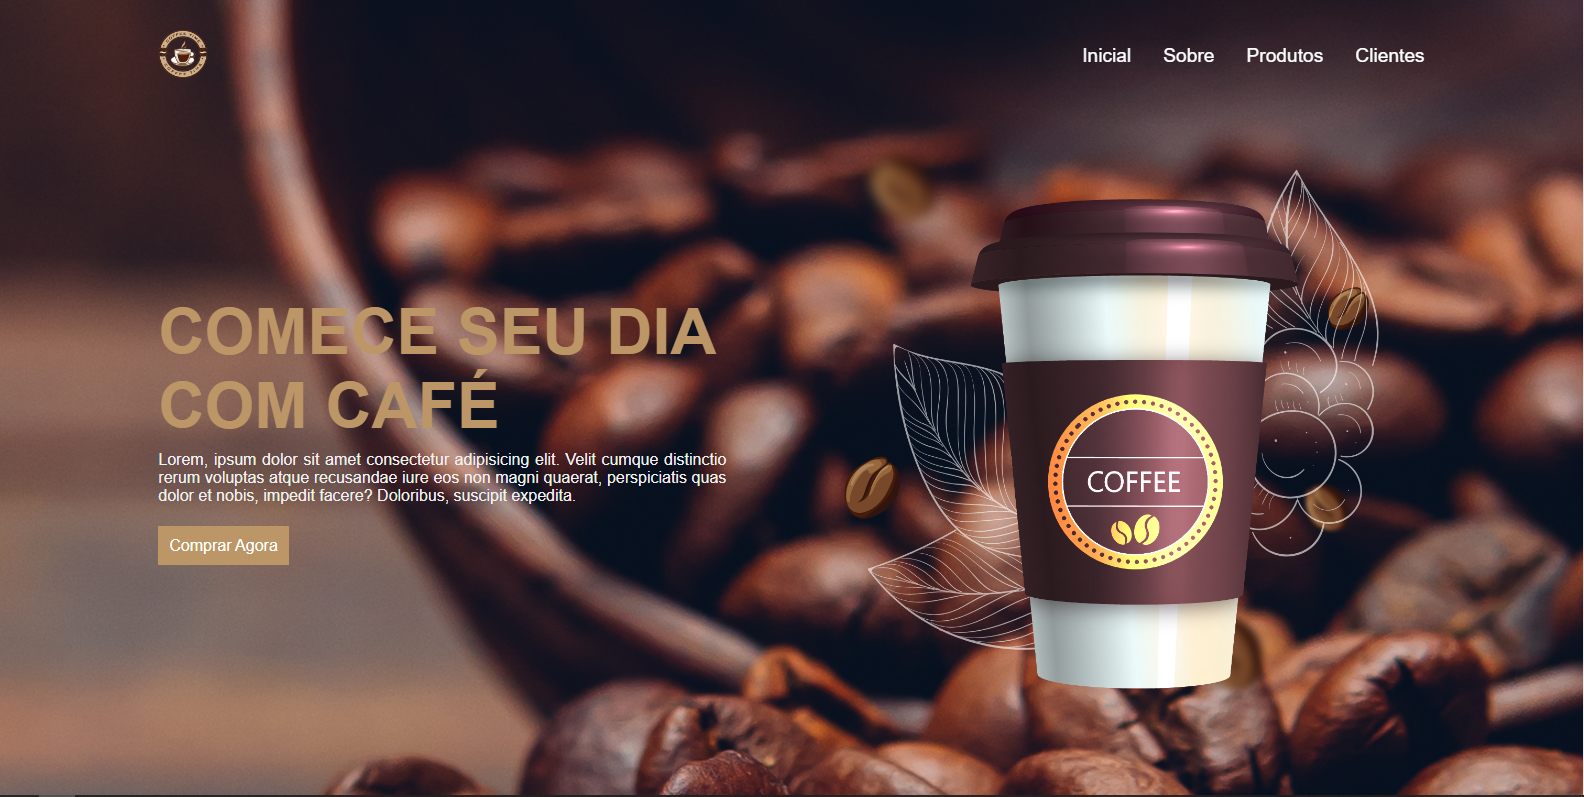 Inicial Sobre Produtos Clientes
COMECE SEU DIA
COM CAFÉ
Lorem, ipsum dolor sit amet consectetur adipisicing elit. Velit cumque distinctio
rerum voluptas atque recusandae iure eos non magni quaerat, perspiciatis quas
dolor et nobis, impedit facere? Doloribus, suscipit expedita.
Comprar Agora
COFFEE